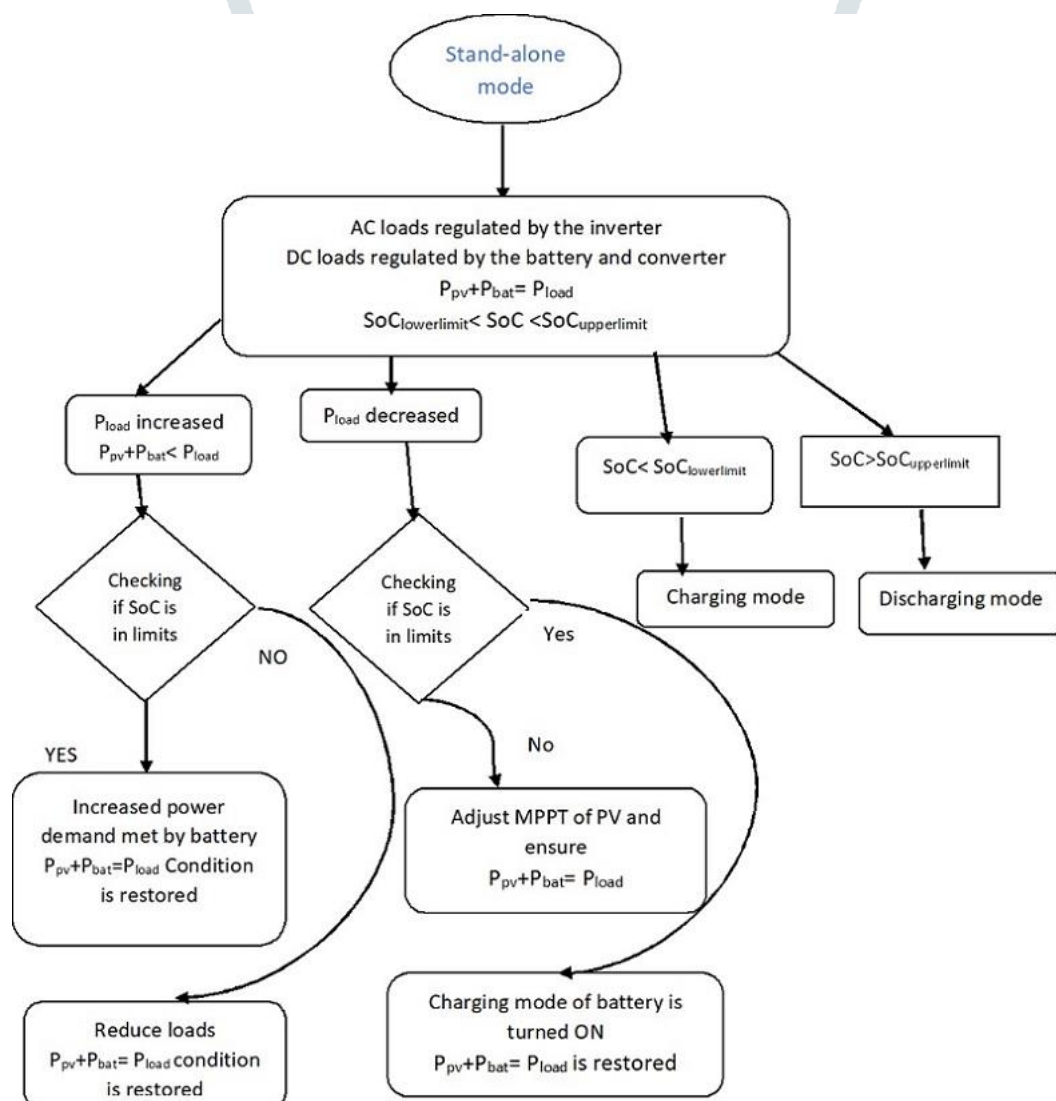 Stand-alone
mode
AC loads regulated by the inverter
DC loads regulated by the battery and converter
Ppv+Pbat= Pload
SoClowerlimit< SoC <SoCupperlimit
Pload increased
Ppv+Pbat< Pload
Pload decreased
SoC< SoClowerlimit
SoC>SoCupperlimit
Checking
if SoC is
in limits
NO
YES
Checking
if SoC is
in limits
Yes
No
Charging mode
Discharging mode
Increased power
demand met by battery
Ppv+Pbat=Pload Condition
is restored
Adjust MPPT of PV and
ensure
Ppv+Pbat= Pload
Reduce loads
Ppv+Pbat= Pload condition
is restored
Charging mode of battery is
turned ON
Ppv+Pbat= Pload is restored